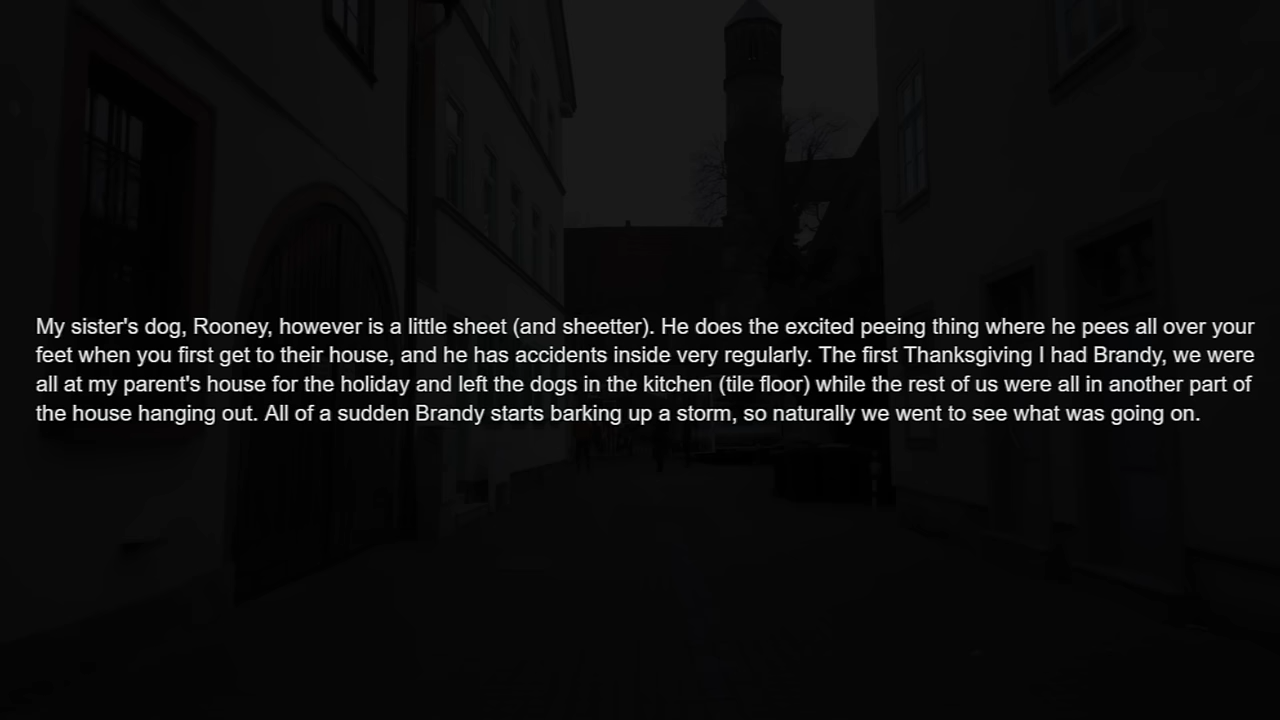 My sister's dog, Rooney, however is a little sheet (and sheetter). He does the excited peeing thing where he pees all over your
feet when you first get to their house, and he has accidents inside very regularly. The first Thanksgiving I had Brandy, we were
all at my parent's house for the holiday and left the dogs in the kitchen (tile floor) while the rest of us were all in another part of
the house hanging out. All of a sudden Brandy starts barking up a storm, so naturally we went to see what was going on.